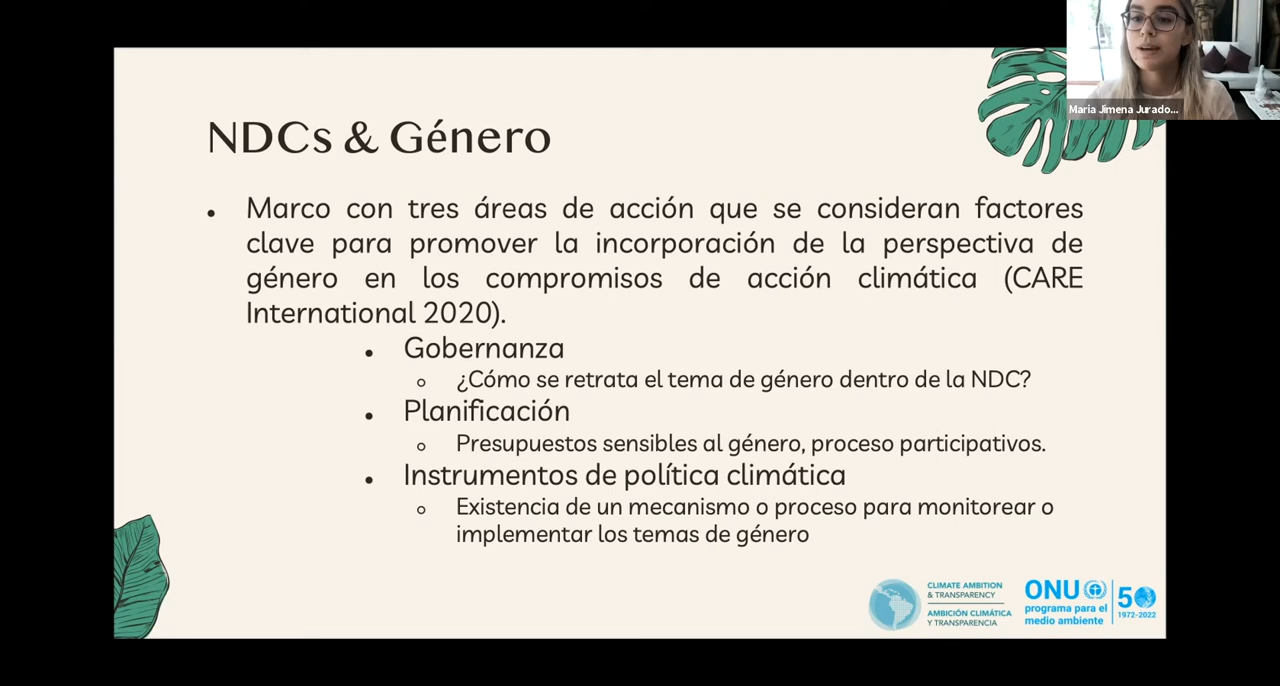 Maria Jimena Jurado...
NDCs & Género
• Marco con tres áreas de acción que se consideran factores
clave para promover la incorporación de la perspectiva de
género en los compromisos de acción climática (CARE
International 2020).
• Gobernanza
○ ¿Cómo se retrata el tema de género dentro de la NDC?
• Planificación
○ Presupuestos sensibles al género, proceso participativos.
• Instrumentos de política climática
○ Existencia de un mecanismo o proceso para monitorear o
implementar los temas de género
CLIMATE AMBITION
& TRANSPARENCY
AMBICIÓN CLIMÁTICA
Y TRANSPARENCIA
ONU
programa para el
medio ambiente
50
1972-2022